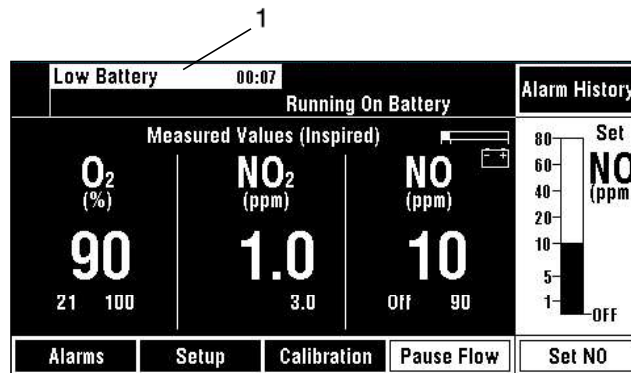 1
Low Battery 00:07
Running On Battery
Alarm History
Measured Values (Inspired)
O₂
(%)
90
21 100
NO₂
(ppm)
1.0
3.0
NO
(ppm)
10
Off 90
Set
NO
(ppm
80
60
40
20
10
5
1
OFF
Alarms Setup Calibration Pause Flow Set NO